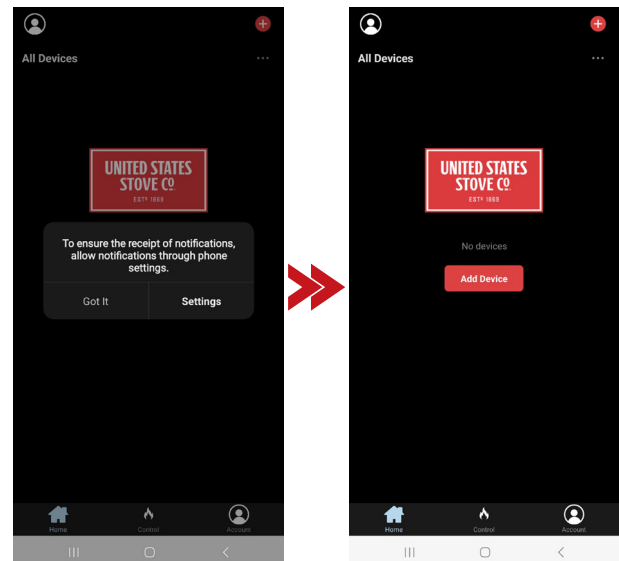 All Devices
UNITED STATES
STOVE CO.
ESTD 1869
To ensure the receipt of notifications,
allow notifications through phone
settings.
Got It
Settings
Home
Control
Account
All Devices
UNITED STATES
STOVE CO.
ESTD 1869
No devices
Add Device
Home
Control
Account